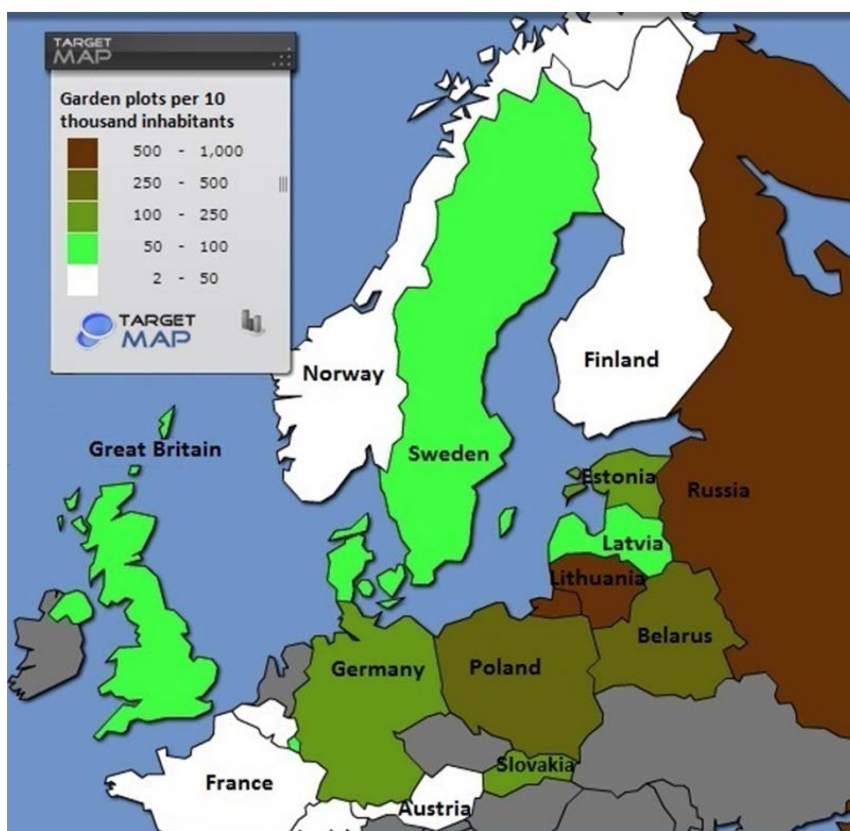 TARGET
MAP
Garden plots per 10
thousand inhabitants
500 - 1,000
250 - 500
100 - 250
50 - 100
2 - 50
TARGET
MAP
Norway
Finland
Great Britain
Sweden
Estonia
Russia
Latvia
Lithuania
Belarus
Germany
Poland
Slovakia
France
Austria